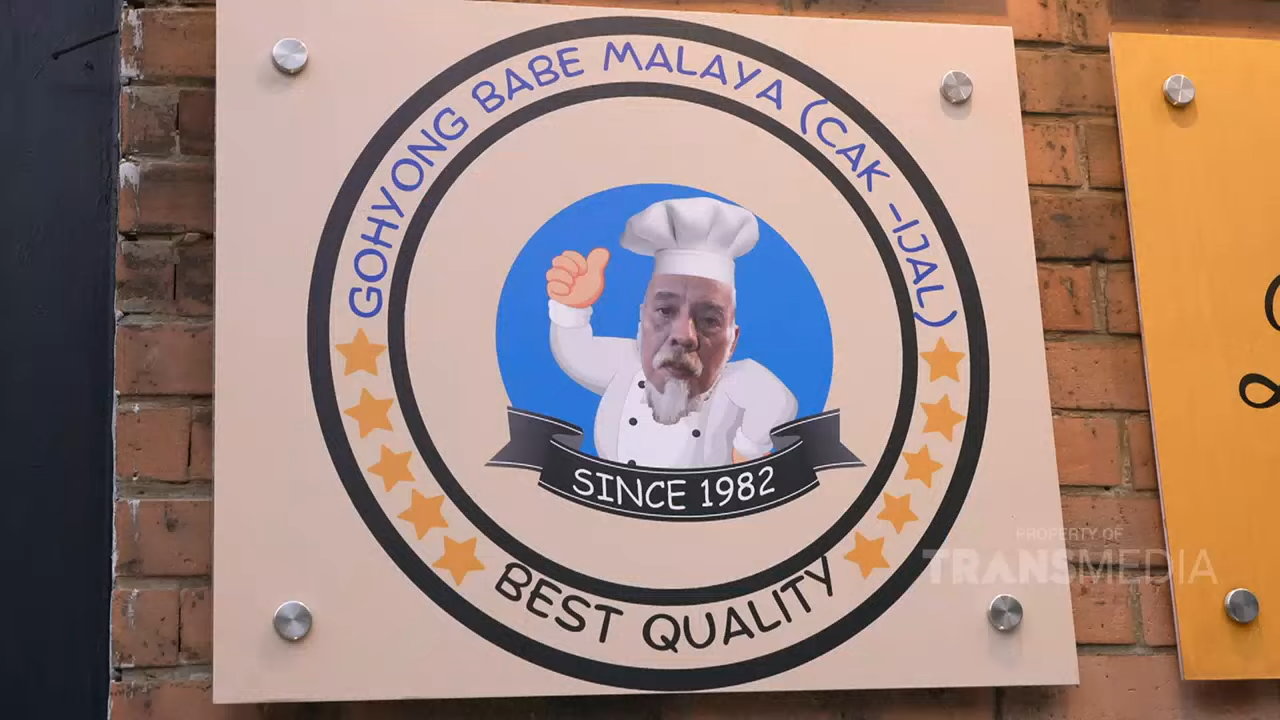 GOHYONG BABE MALAYA (CAK -IJAL)
SINCE 1982
BEST QUALITY
PROPERTY OF
TRANSMEDIA